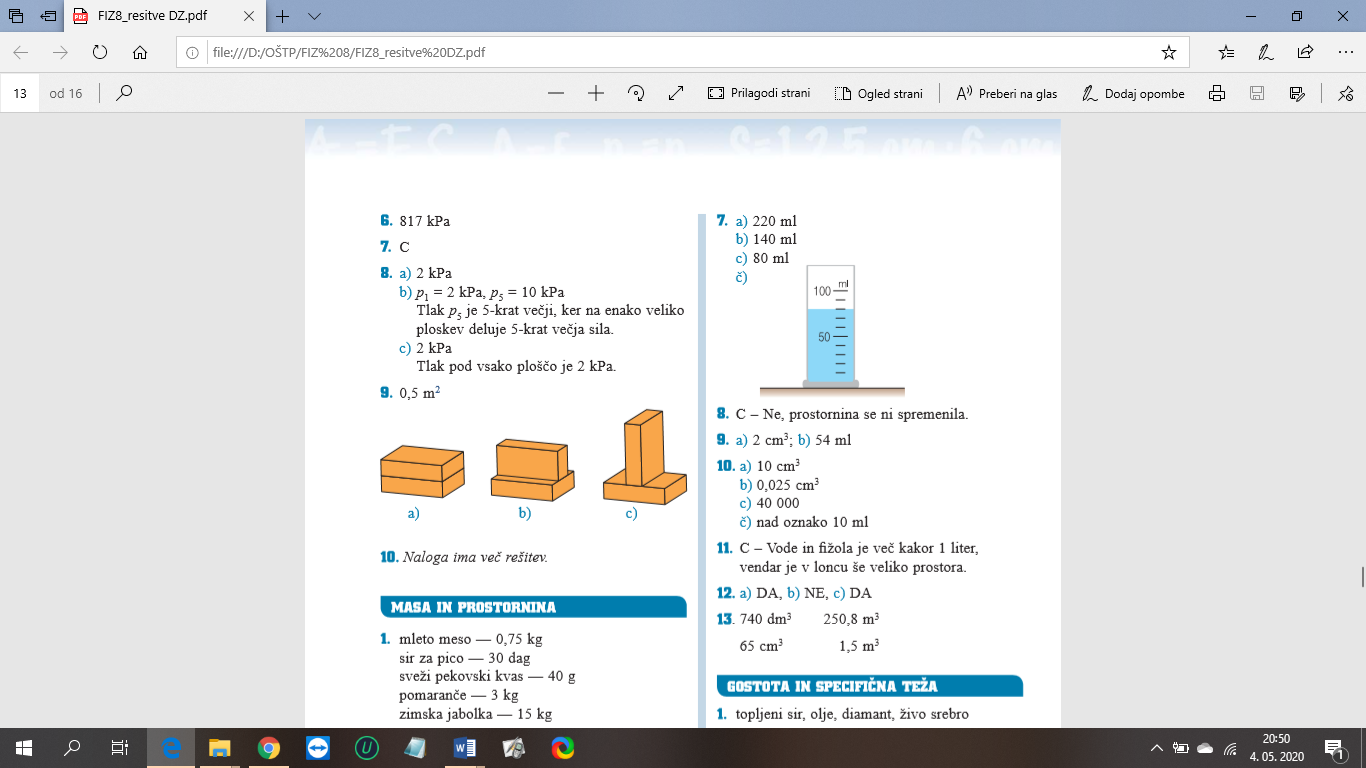 FIZ8_resitve DZ.pdf
file:///D:/OŠTP/FIZ%208/FIZ8_resitve%20DZ.pdf
13 od 16
Prilagodi strani
Ogled strani
Preberi na glas
Dodaj opombe
6. 817 kPa
7. C
8. a) 2 kPa
b) p1 = 2 kPa, p5 = 10 kPa
Tlak p5 je 5-krat večji, ker na enako veliko
ploskev deluje 5-krat večja sila.
c) 2 kPa
Tlak pod vsako ploščo je 2 kPa.
9. 0,5 m²
a) b) c)
10. Naloga ima več rešitev.
MASA IN PROSTORNINA
1. mleto meso — 0,75 kg
sir za pico — 30 dag
sveži pekovski kvas — 40 g
pomaranče — 3 kg
zimska jabolka — 15 kg
7. a) 220 ml
b) 140 ml
c) 80 ml
č)
ml
100
50
8. C – Ne, prostornina se ni spremenila.
9. a) 2 cm³; b) 54 ml
10. a) 10 cm³
b) 0,025 cm³
c) 40 000
č) nad oznako 10 ml
11. C – Vode in fižola je več kakor 1 liter,
vendar je v loncu še veliko prostora.
12. a) DA, b) NE, c) DA
13. 740 dm³ 250,8 m³
65 cm³ 1,5 m³
GOSTOTA IN SPECIFIČNA TEŽA
1. topljeni sir, olje, diamant, živo srebro
20:50
4. 05. 2020